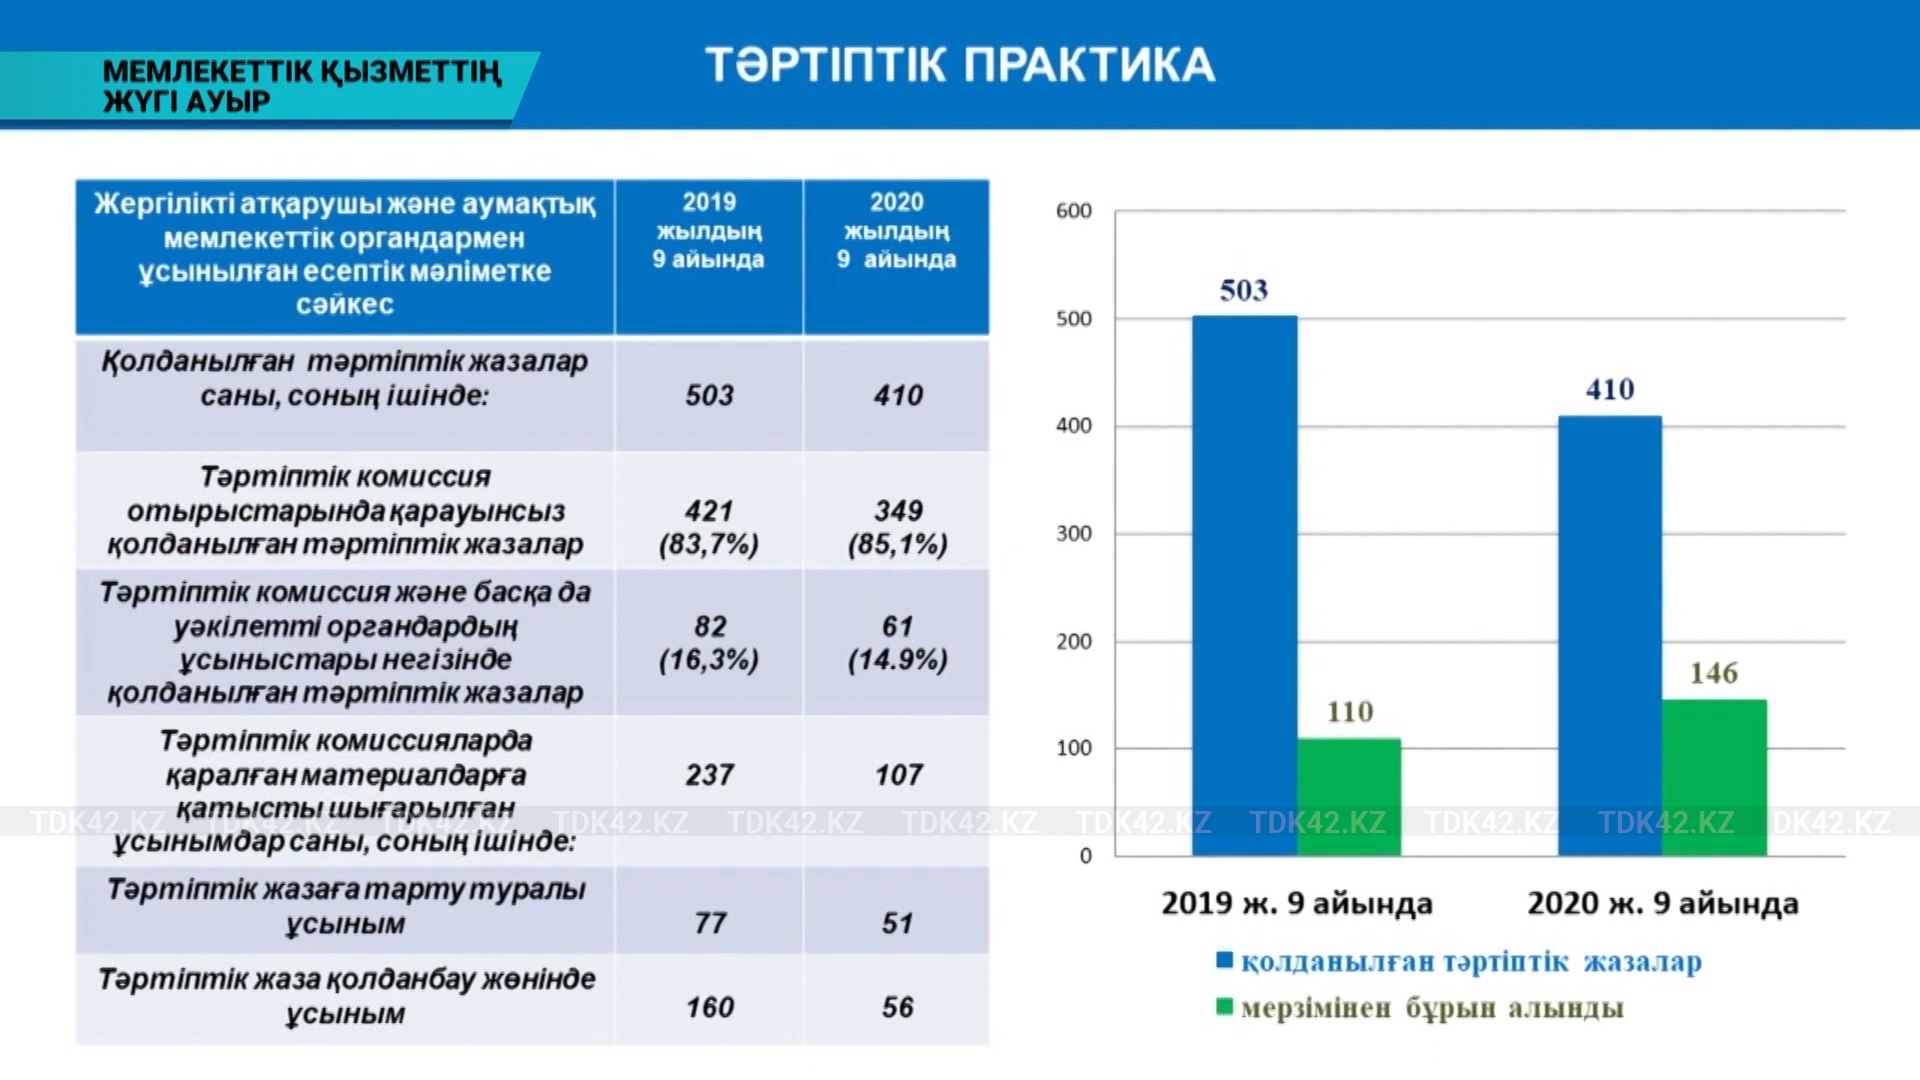 МЕМЛЕКЕТТІК ҚЫЗМЕТТІҢ
ЖҮГІ АУЫР
ТӘРТІПТІК ПРАКТИКА
Жергілікті атқарушы және аумақтық
мемлекеттік органдармен
ұсынылған есептік мәліметке
сәйкес
2019
жылдың
9 айында
2020
жылдың
9 айында
Қолданылған тәртіптік жазалар
саны, соның ішінде:
503
410
Тәртіптік комиссия
отырыстарында қарауынсыз
қолданылған тәртіптік жазалар
421
(83,7%)
349
(85,1%)
Тәртіптік комиссия және басқа да
уәкілетті органдардың
ұсыныстары негізінде
қолданылған тәртіптік жазалар
82
(16,3%)
61
(14.9%)
Тәртіптік комиссияларда
қаралған материалдарға
қатысты шығарылған
ұсынымдар саны, соның ішінде:
237
107
Тәртіптік жазаға тарту туралы
ұсыным
77
51
Тәртіптік жаза қолданбау жөнінде
ұсыным
160
56
600
500
400
300
200
100
0
503
110
410
146
2019 ж. 9 айында
2020 ж. 9 айында
қолданылған тәртіптік жазалар
мерзімінен бұрын алынды
TDK42.KZ TDK42.KZ TDK42.KZ TDK42.KZ TDK42.KZ TDK42.KZ TDK42.KZ TDK42.KZ TDK42.KZ TDK42.KZ DK42.KZ